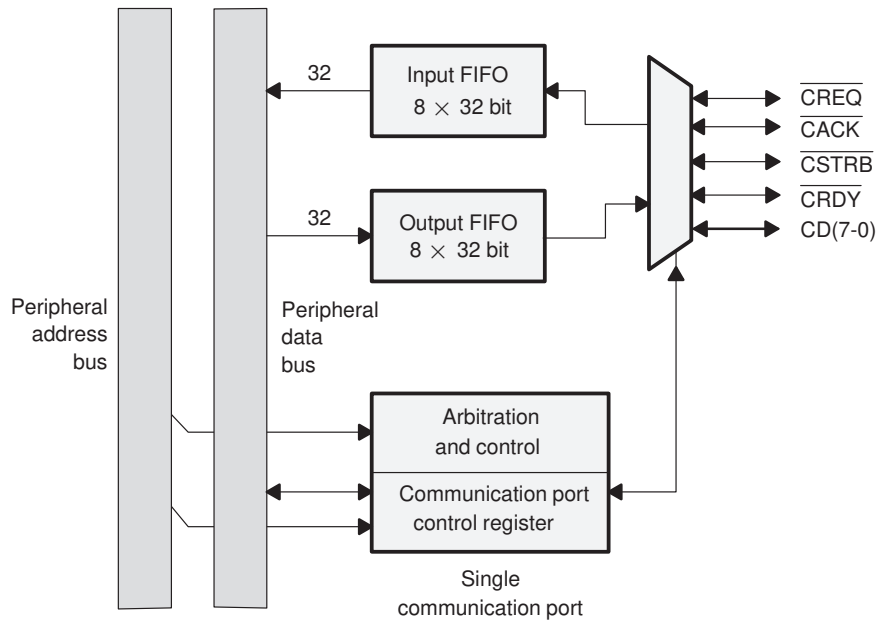 32
Input FIFO
8 × 32 bit
CREQ
CACK
CSTRB
CRDY
CD(7-0)
32
Output FIFO
8 × 32 bit
Peripheral
address
bus
Peripheral
data
bus
Arbitration
and control
Communication port
control register
Single
communication port